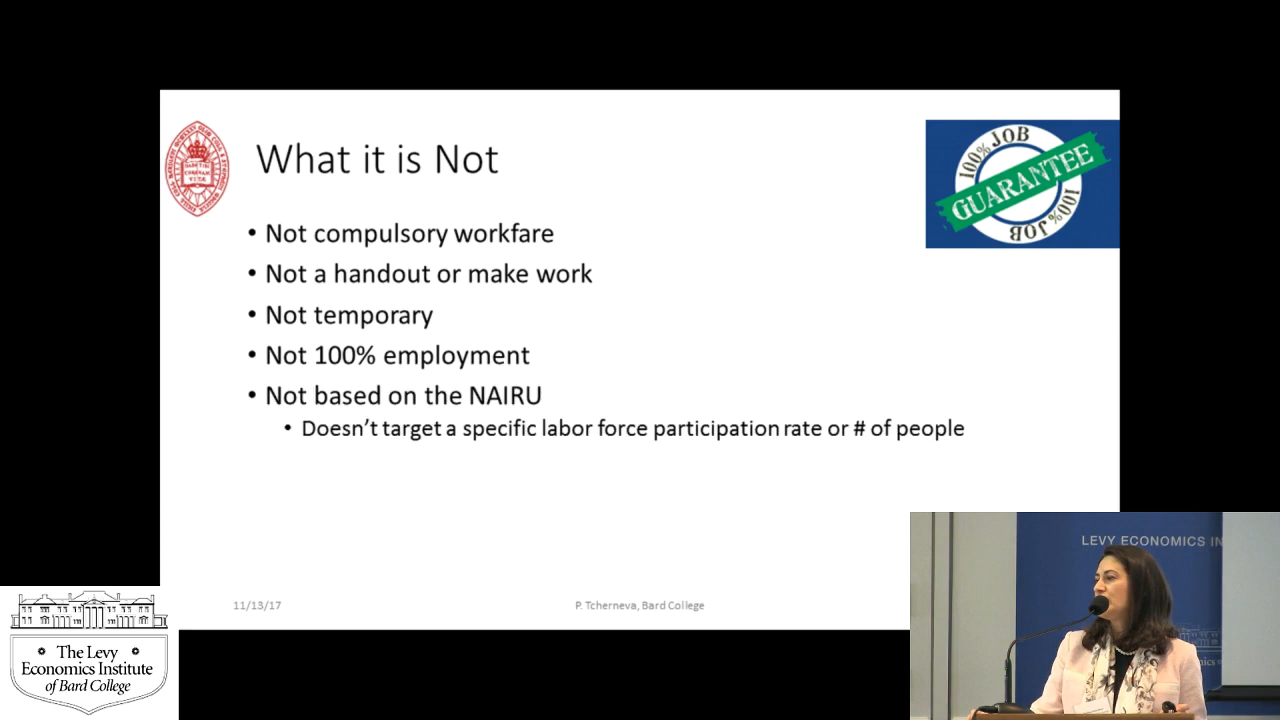 What it is Not
100% JOB
GUARANTEE
100% JOB
• Not compulsory workfare
• Not a handout or make work
• Not temporary
• Not 100% employment
• Not based on the NAIRU
• Doesn't target a specific labor force participation rate or # of people
11/13/17
P. Tcherneva, Bard College
LEVY ECONOMICS IN
The Levy
Economics Institute
of Bard College